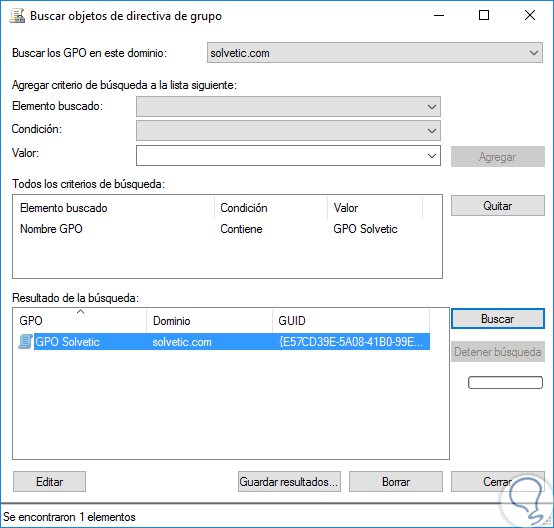 Buscar objetos de directiva de grupo
Buscar los GPO en este dominio: solvetic.com
Agregar criterio de búsqueda a la lista siguiente:
Elemento buscado:
Condición:
Valor:
Agregar
Todos los criterios de búsqueda:
Elemento buscado Condición Valor
Nombre GPO Contiene GPO Solvetic
Quitar
Resultado de la búsqueda:
GPO Dominio GUID
GPO Solvetic solvetic.com {E57CD39E-5A08-41B0-99E...
Buscar
Detener búsqueda
Editar Guardar resultados... Borrar Cerrar
Se encontraron 1 elementos